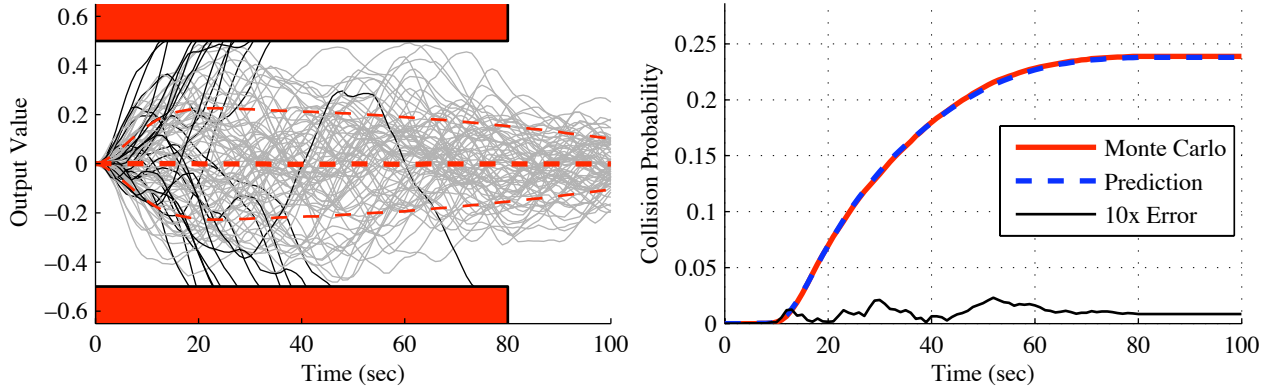 0.6
0.4
0.2
0
−0.2
−0.4
−0.6
Output Value
0 20 40 60 80 100
Time (sec)
0.25
0.2
0.15
0.1
0.05
0
Collision Probability
Monte Carlo
Prediction
10x Error
0 20 40 60 80 100
Time (sec)